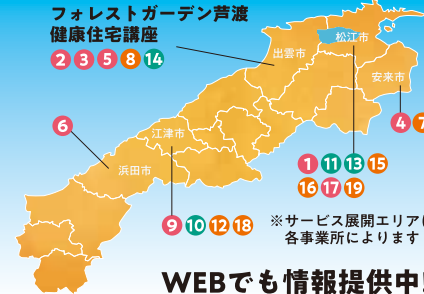 フォレストガーデン芦渡
健康住宅講座
2 3 5 8 14
松江市
出雲市
安来市
4 7
6
江津市
浜田市
1 11 13 15
16 17 19
9 10 12 18
※サービス展開エリア
各事業所によります
WEBでも情報提供中!